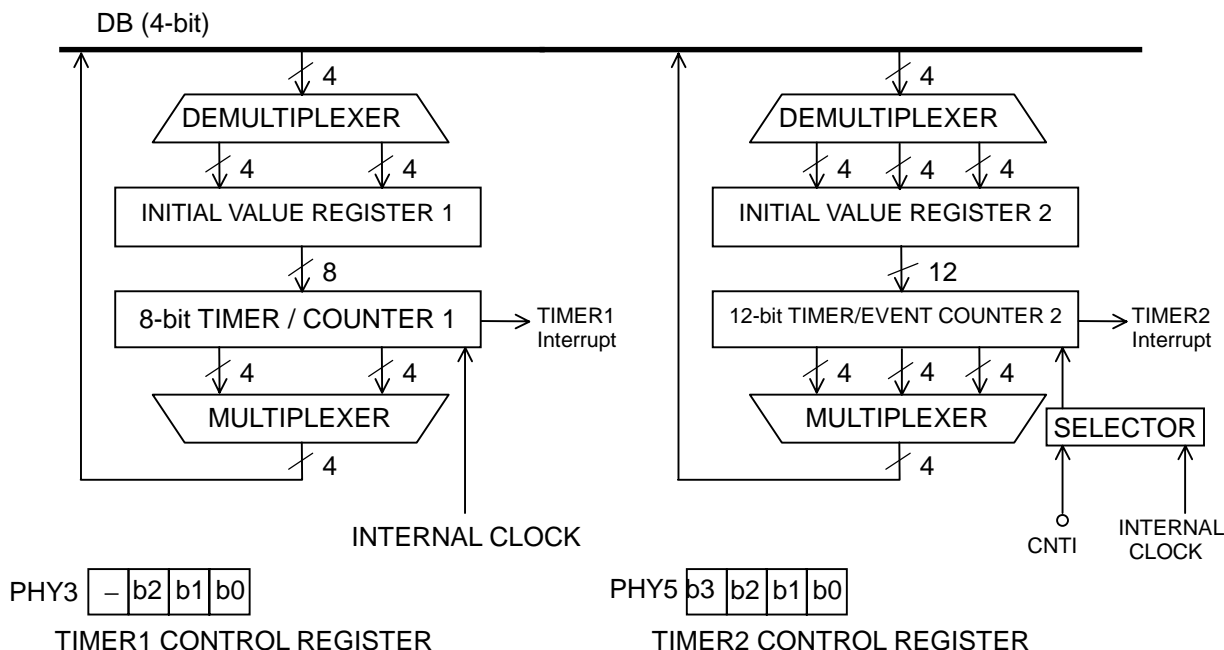 DB (4-bit)
4
4
DEMULTIPLEXER
DEMULTIPLEXER
4
4
4
4
4
INITIAL VALUE REGISTER 1
INITIAL VALUE REGISTER 2
8
12
8-bit TIMER / COUNTER 1
TIMER1
Interrupt
12-bit TIMER/EVENT COUNTER 2
TIMER2
Interrupt
4
4
4
4
4
MULTIPLEXER
MULTIPLEXER
SELECTOR
4
4
INTERNAL CLOCK
CNTI
INTERNAL
CLOCK
PHY3 – b2 b1 b0
PHY5 b3 b2 b1 b0
TIMER1 CONTROL REGISTER
TIMER2 CONTROL REGISTER